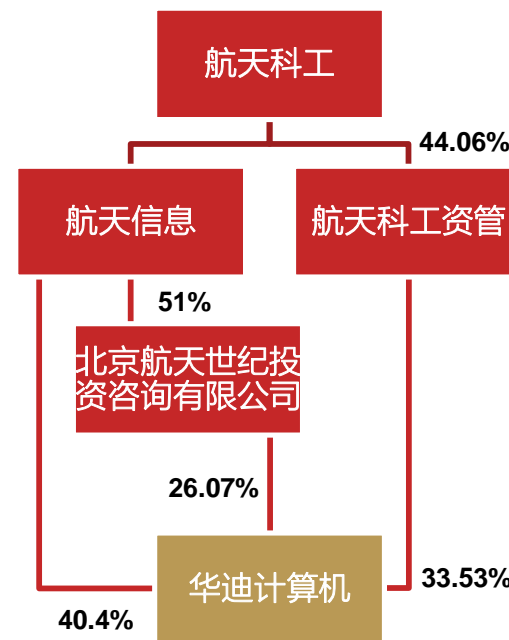 航天科工
44.06%
航天信息
航天科工资管
51%
北京航天世纪投
资咨询有限公司
26.07%
华迪计算机
33.53%
40.4%